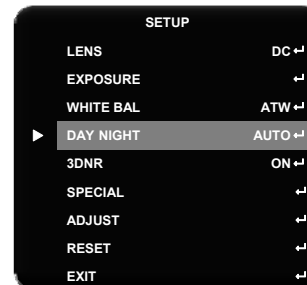 SETUP
LENS DC↵
EXPOSURE ↵
WHITE BAL ATW↵
DAY NIGHT AUTO↵
3DNR ON↵
SPECIAL ↵
ADJUST ↵
RESET ↵
EXIT ↵